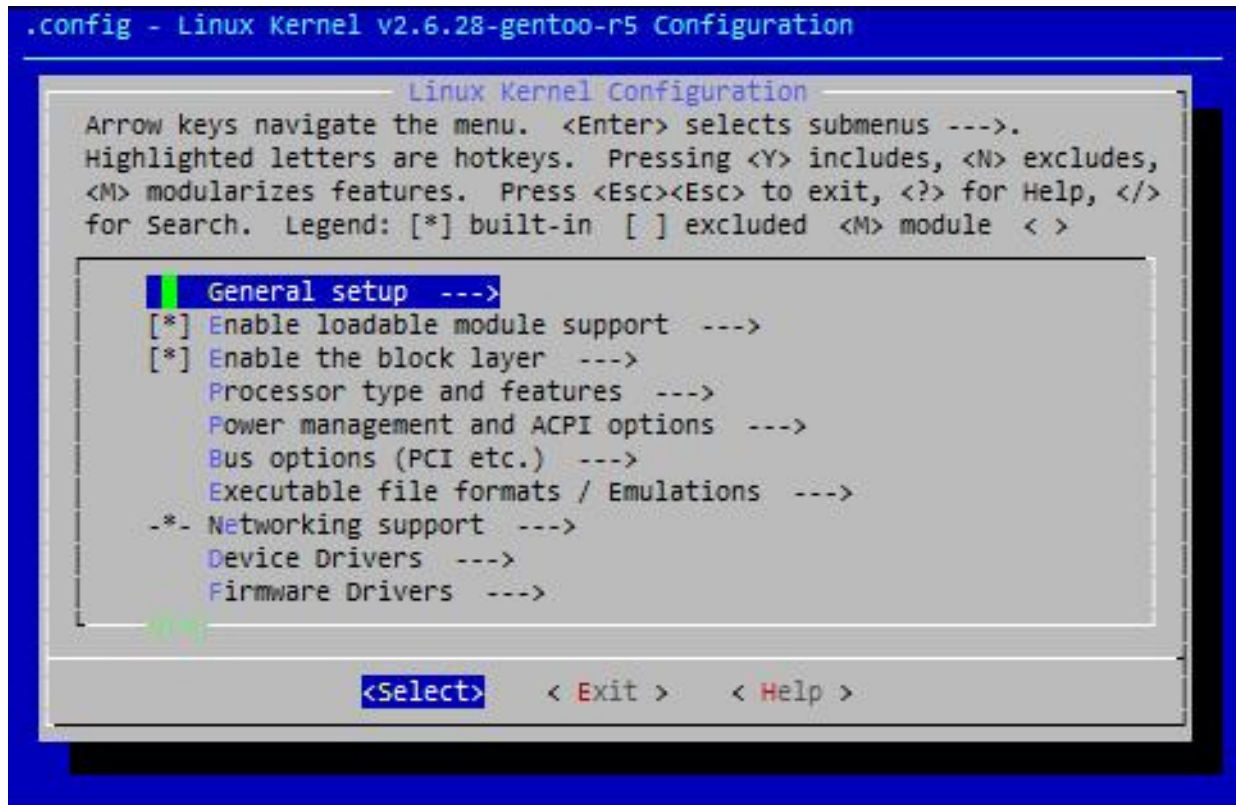 .config - Linux Kernel v2.6.28-gentoo-r5 Configuration
Linux Kernel Configuration
Arrow keys navigate the menu.  <Enter> selects submenus --->.
Highlighted letters are hotkeys.  Pressing <Y> includes, <N> excludes,
<M> modularizes features.  Press <Esc><Esc> to exit, <?> for Help, </>
for Search.  Legend: [*] built-in  [ ] excluded  <M> module  < >
General setup  --->
[*] Enable loadable module support  --->
[*] Enable the block layer  --->
Processor type and features  --->
Power management and ACPI options  --->
Bus options (PCI etc.)  --->
Executable file formats / Emulations  --->
-*- Networking support  --->
Device Drivers  --->
Firmware Drivers  --->
<Select>    < Exit >    < Help >